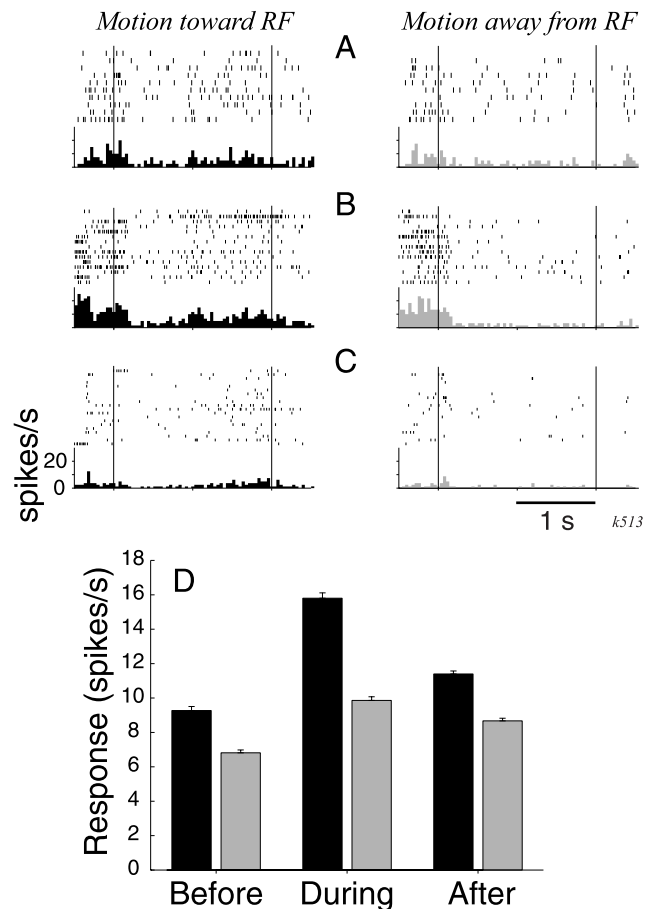 Motion toward RF
Motion away from RF
A
B
C
spikes/s
20
0
1 s
k513
D
Response (spikes/s)
18
16
14
12
10
8
6
4
2
0
Before
During
After